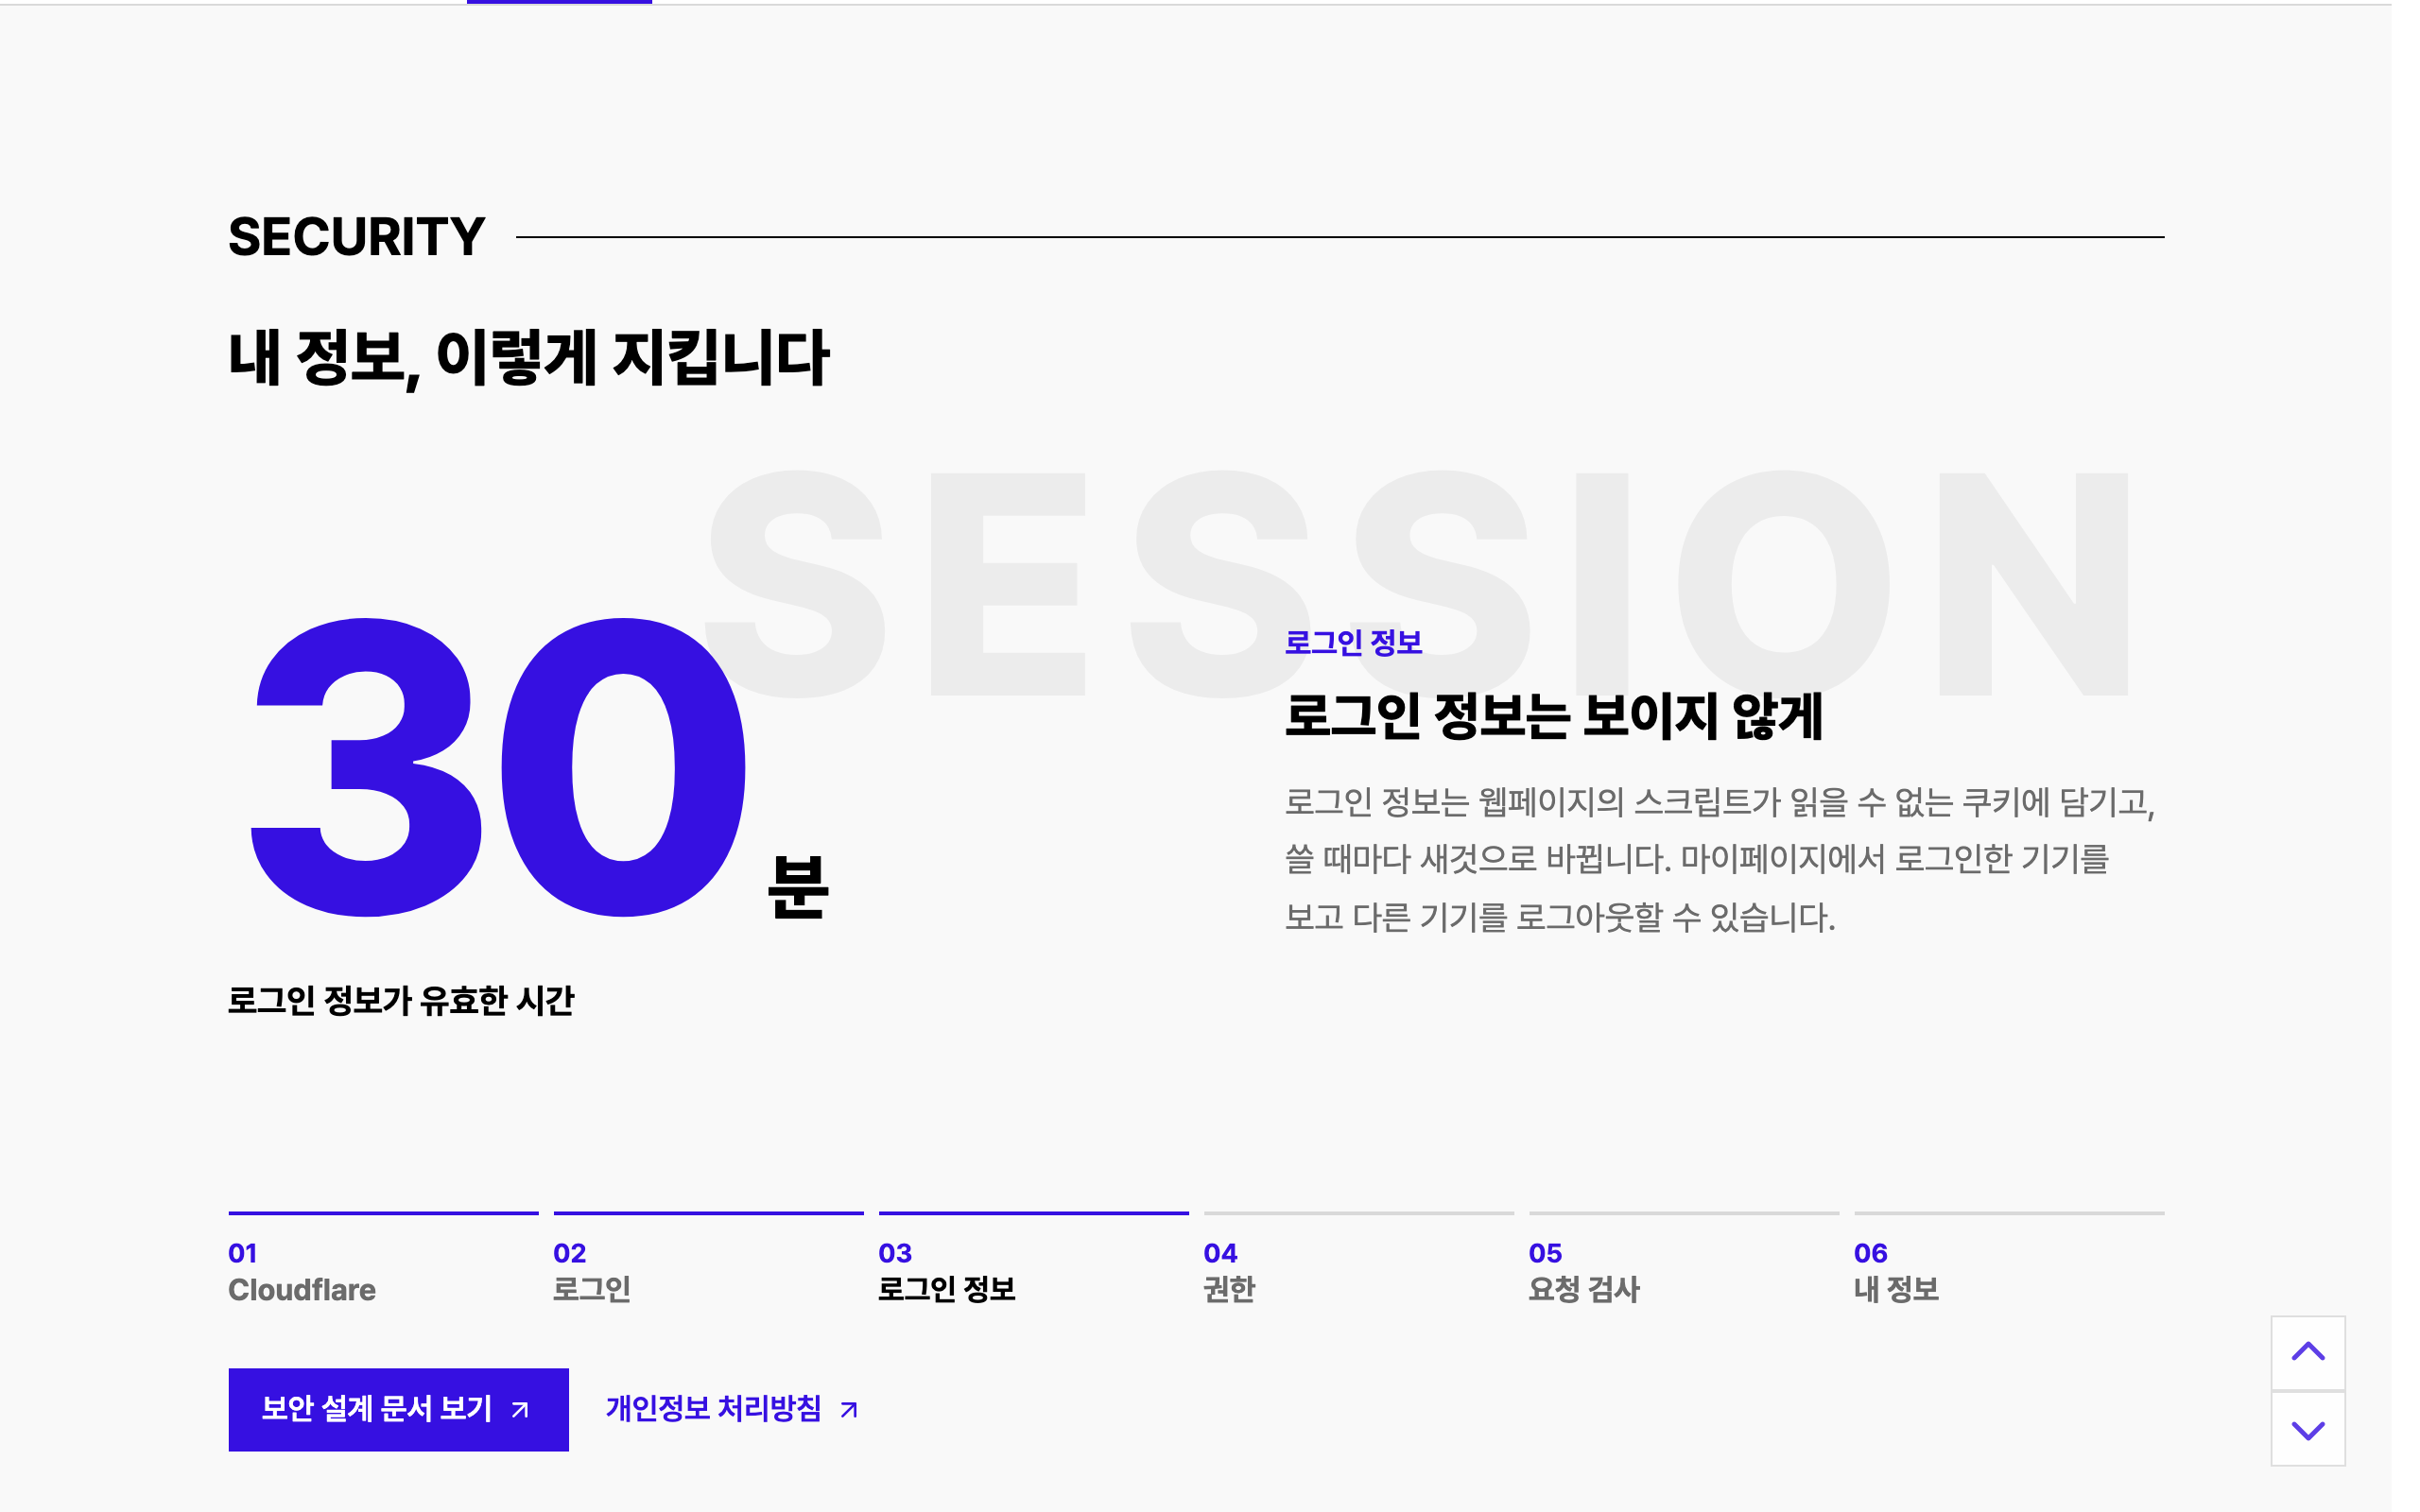 SECURITY
내 정보, 이렇게 지킵니다
SESSION
30 분
로그인 정보가 유효한 시간
로그인 정보
로그인 정보는 보이지 않게
로그인 정보는 웹페이지의 스크립트가 읽을 수 없는 쿠키에 담기고,
쓸 때마다 새것으로 바뀝니다. 마이페이지에서 로그인한 기기를
보고 다른 기기를 로그아웃할 수 있습니다.
01
Cloudflare
02
로그인
03
로그인 정보
04
권한
05
요청 검사
06
내 정보
보안 설계 문서 보기
개인정보 처리방침